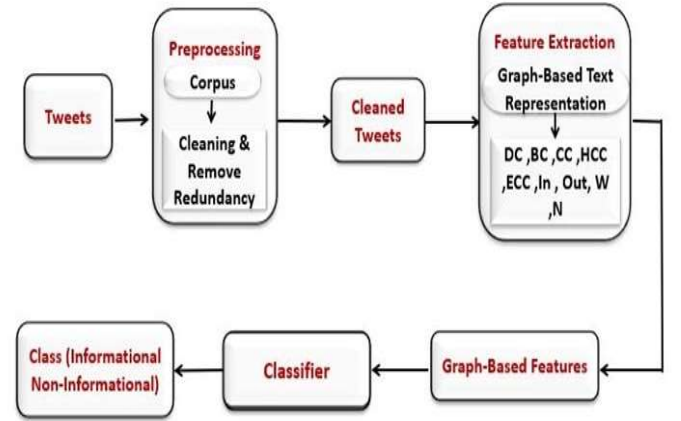 Tweets
Preprocessing
Corpus
Cleaning &
Remove
Redundancy
Cleaned
Tweets
Feature Extraction
Graph-Based Text
Representation
DC ,BC ,CC ,HCC
,ECC ,In , Out, W
,N
Graph-Based Features
Classifier
Class (Informational
Non-Informational)